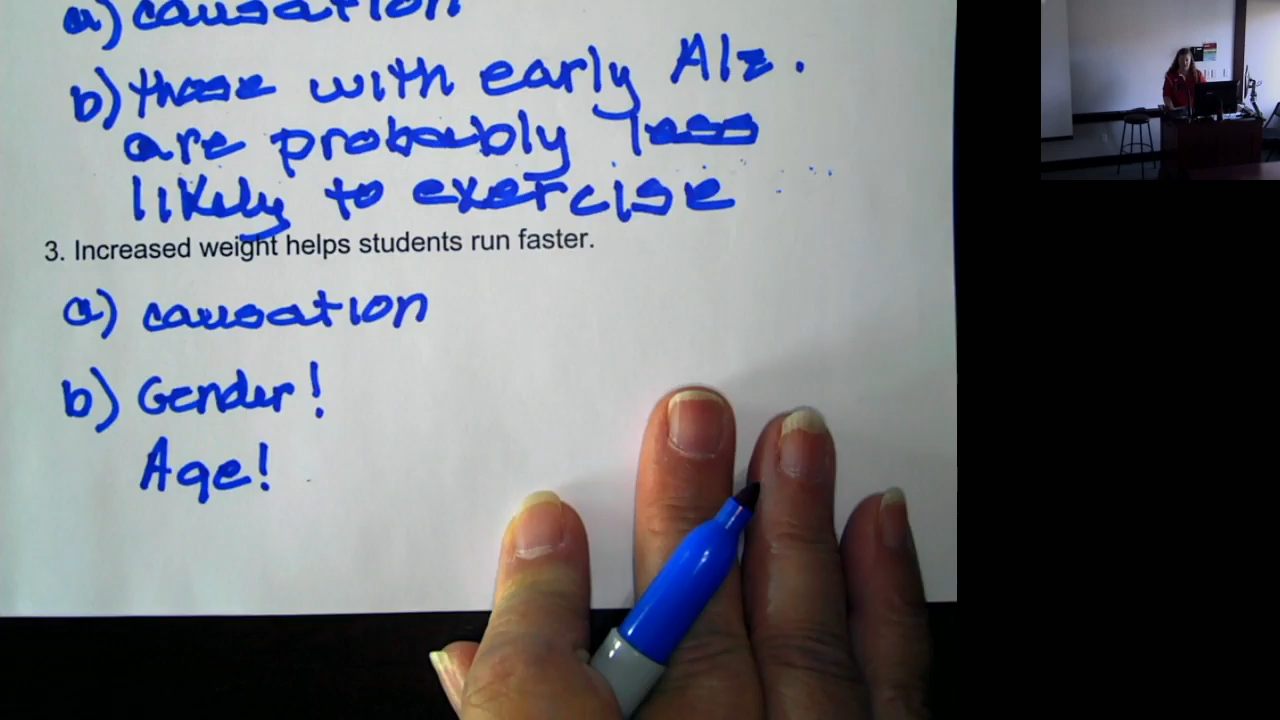 a) causation
b) those with early Alz.
are probably less
likely to exercise
3. Increased weight helps students run faster.
a) causation
b) Gender!
Age!